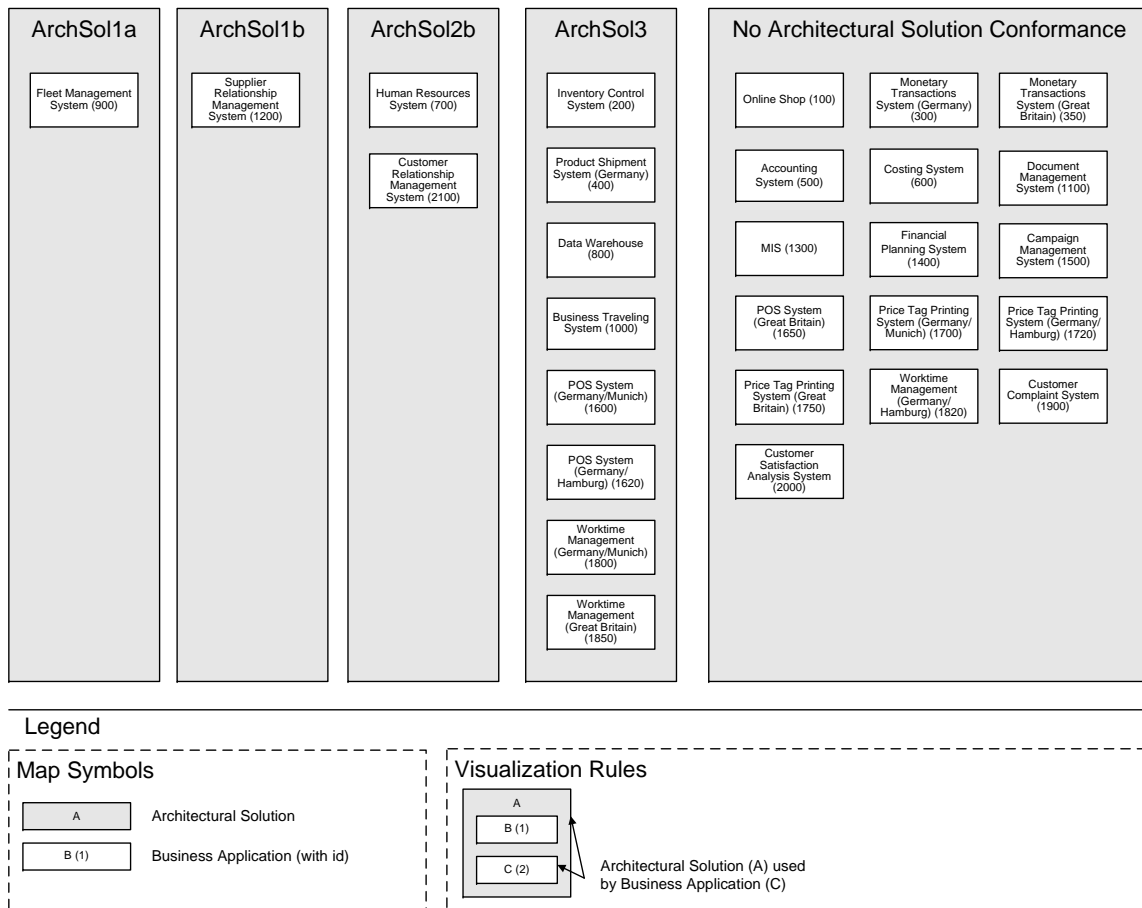 ArchSol1a
Fleet Management
System (900)
ArchSol1b
Supplier
Relationship
Management
System (1200)
ArchSol2b
Human Resources
System (700)
Customer
Relationship
Management
System (2100)
ArchSol3
Inventory Control
System (200)
Product Shipment
System (Germany)
(400)
Data Warehouse
(800)
Business Traveling
System (1000)
POS System
(Germany/Munich)
(1600)
POS System
(Germany/
Hamburg) (1620)
Worktime
Management
(Germany/Munich)
(1800)
Worktime
Management
(Great Britain)
(1850)
No Architectural Solution Conformance
Online Shop (100)
Monetary
Transactions
System (Germany)
(300)
Monetary
Transactions
System (Great
Britain) (350)
Accounting
System (500)
Costing System
(600)
Document
Management
System (1100)
MIS (1300)
Financial
Planning System
(1400)
Campaign
Management
System (1500)
POS System
(Great Britain)
(1650)
Price Tag Printing
System (Germany/
Munich) (1700)
Price Tag Printing
System (Germany/
Hamburg) (1720)
Price Tag Printing
System (Great
Britain) (1750)
Worktime
Management
(Germany/
Hamburg) (1820)
Customer
Complaint System
(1900)
Customer
Satisfaction
Analysis System
(2000)
Legend
Map Symbols
A
Architectural Solution
B (1)
Business Application (with id)
Visualization Rules
A
B (1)
C (2)
Architectural Solution (A) used
by Business Application (C)